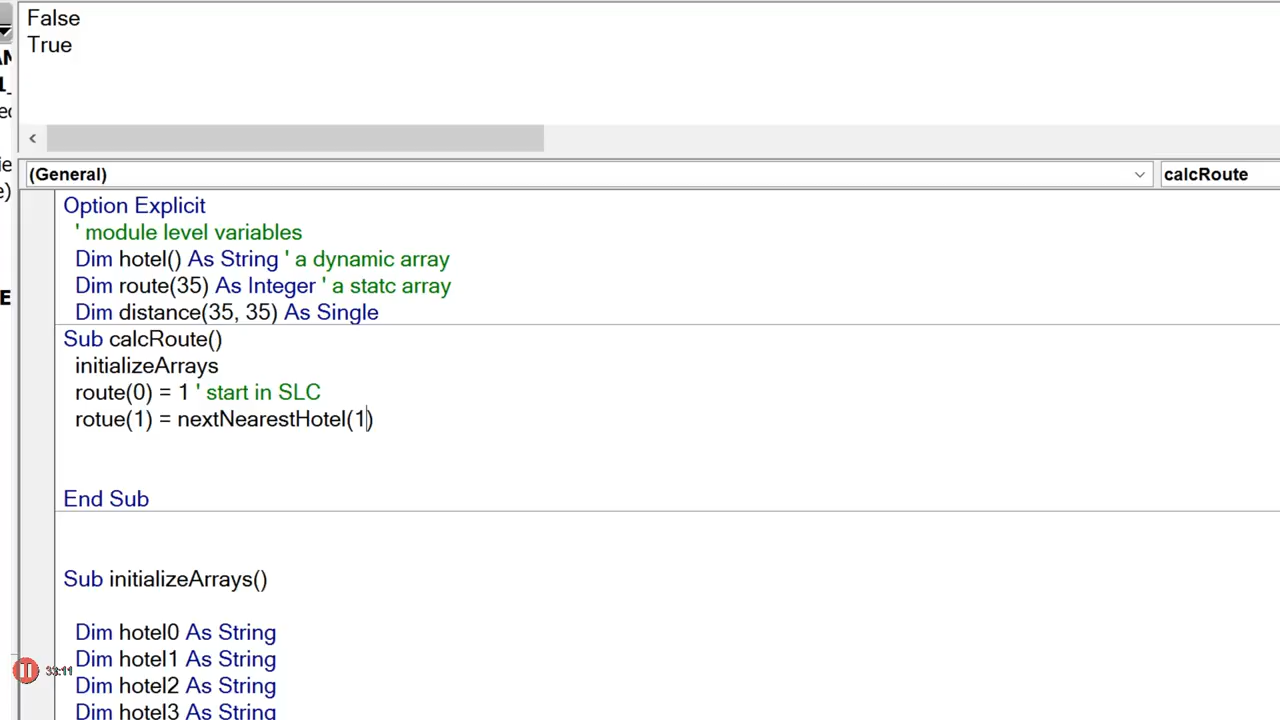 False
True
(General)
calcRoute
Option Explicit
' module level variables
Dim hotel() As String ' a dynamic array
Dim route(35) As Integer ' a statc array
Dim distance(35, 35) As Single
Sub calcRoute()
initializeArrays
route(0) = 1 ' start in SLC
rotue(1) = nextNearestHotel(1)
End Sub
Sub initializeArrays()
Dim hotel0 As String
Dim hotel1 As String
Dim hotel2 As String
33:11
Dim hotel3 As String